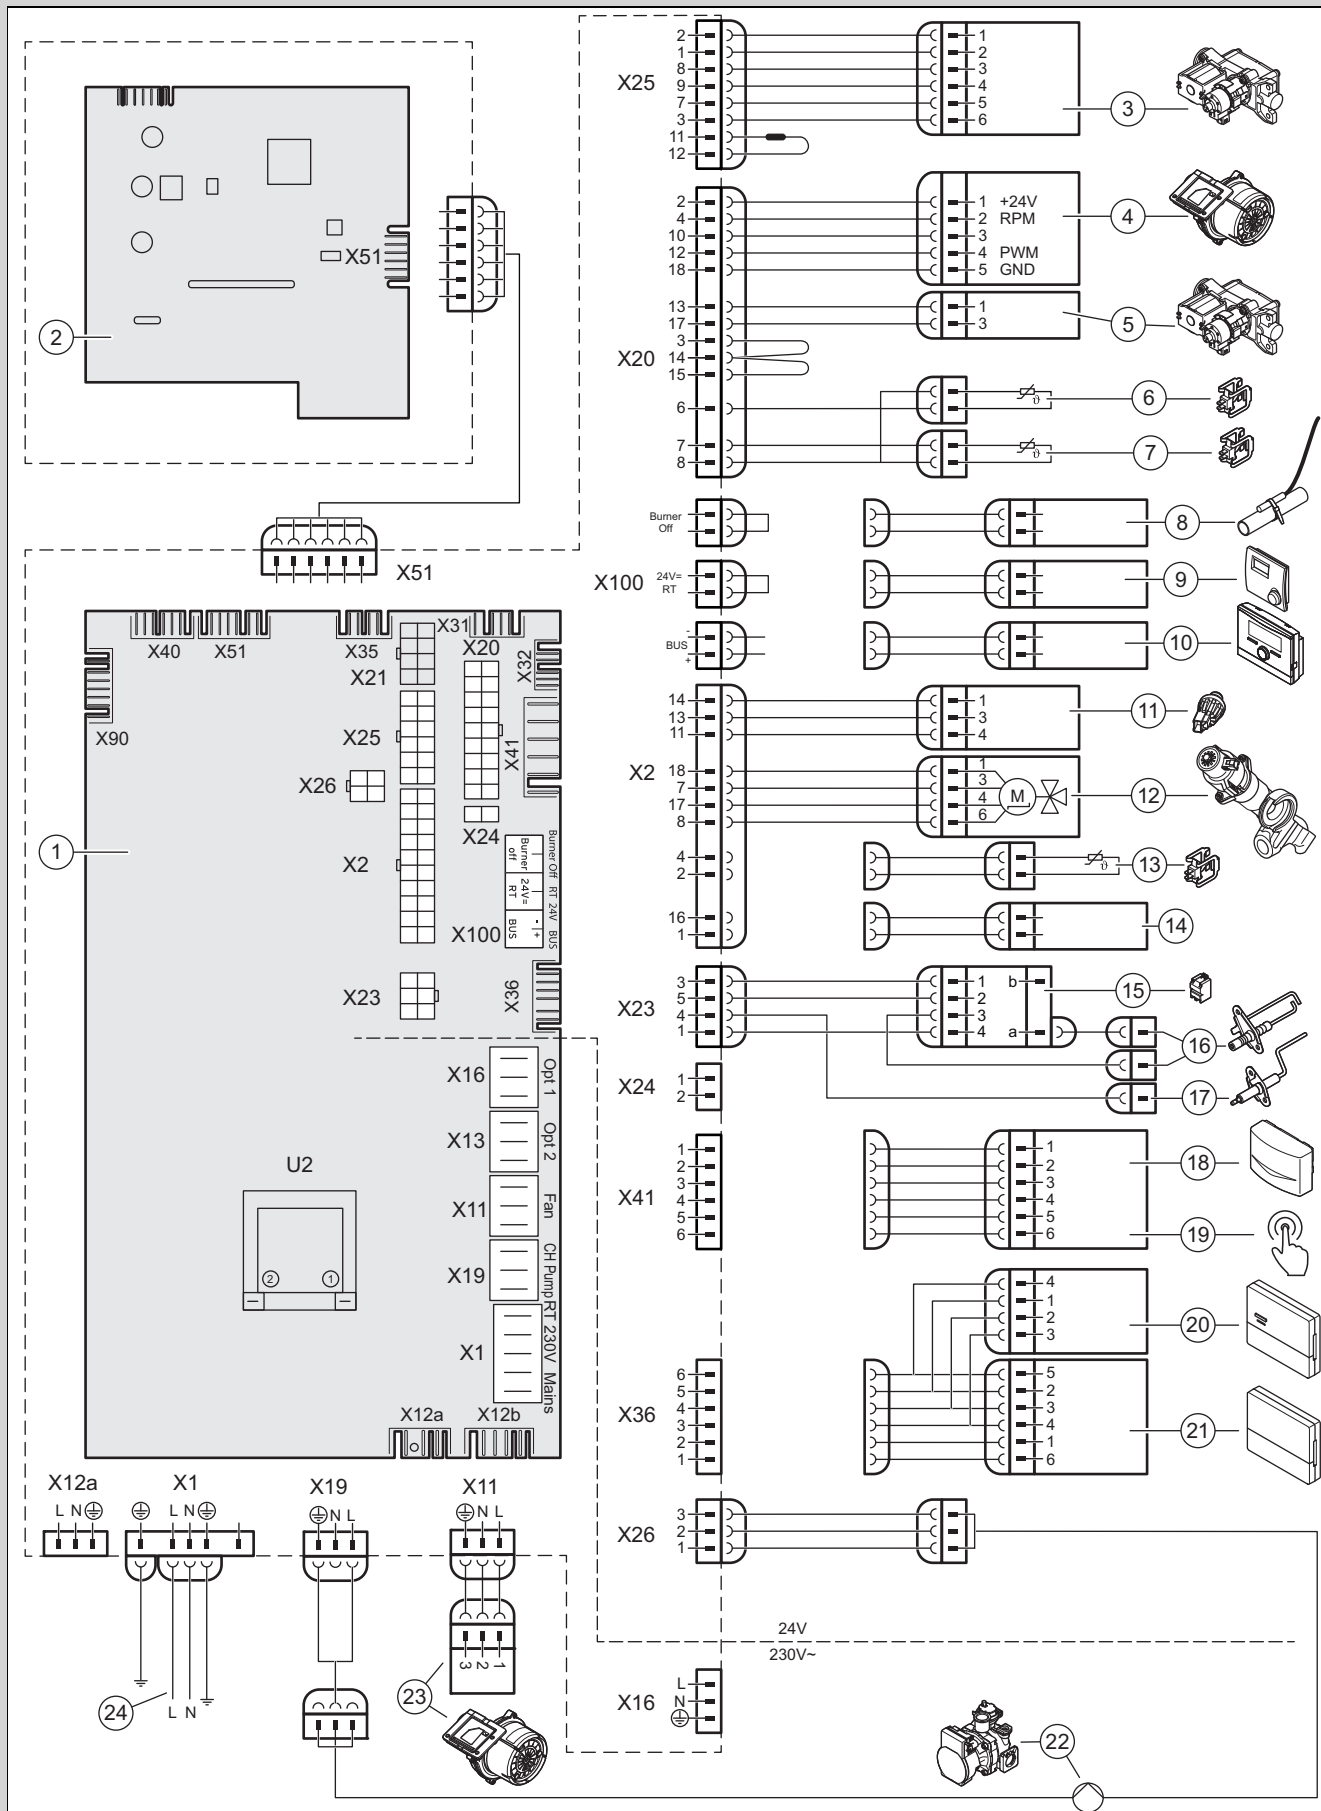 X25
2
1
8
9
7
3
11
12
1
2
3
4
5
6
3
X51
2
2
4
10
12
18
1 +24V
2 RPM
3
4 PWM
5 GND
4
13
17
3
X20
14
15
6
7
8
1
3
5
6
ϑ
7
ϑ
Burner
Off
8
X51
X100
24V=
RT
9
-
BUS
+
10
X40
X51
X35
X31
X20
X32
X21
X90
X25
X41
X26
X24
X2
1
Burner
off
24V=
RT
BUS
-
+
Burner Off RT 24V BUS
X100
X23
X36
X16
Opt 1
X13
Opt 2
U2
2
1
X11
Fan
X19
CH Pump
X1
RT 230V Mains
X12a
X12b
X2
14
13
11
1
3
4
11
18
7
17
8
1
3
4
6
M
12
4
2
ϑ
13
16
1
14
X23
3
5
4
1
1
2
3
4
b
a
15
16
X24
1
2
17
X41
1
2
3
4
5
6
1
2
3
4
5
6
18
19
4
1
2
3
20
X36
6
5
4
3
2
1
5
2
3
4
1
6
21
X26
3
2
1
X12a
L N
X1
L N
X19
N L
X11
N L
24V
230V~
3 2 1
23
24
L N
X16
L
N
22